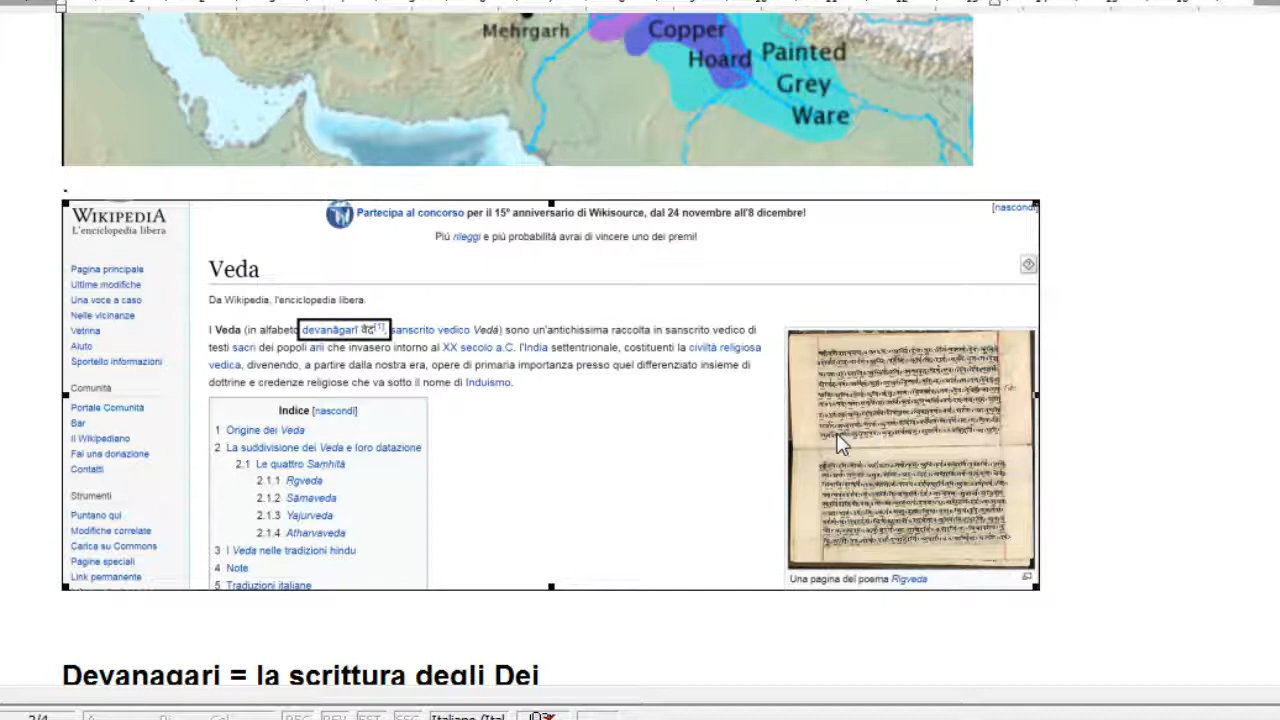 Mehrgarh
Copper
Hoard
Painted
Grey
Ware
.
WIKIPEDIA
L'enciclopedia libera
Partecipa al concorso per il 15º anniversario di Wikisource, dal 24 novembre all'8 dicembre!
[nascondi]
Più rileggi e più probabilità avrai di vincere uno dei premi!
Pagina principale
Ultime modifiche
Una voce a caso
Nelle vicinanze
Vetrina
Aiuto
Sportello informazioni
Comunità
Portale Comunità
Bar
Il Wikipediano
Fai una donazione
Contatti
Strumenti
Puntano qui
Modifiche correlate
Carica su Commons
Pagine speciali
Link permanente
Veda
Da Wikipedia, l'enciclopedia libera.
I Veda (in alfabeto devanāgarī वेद[1], sanscrito vedico Vedá) sono un'antichissima raccolta in sanscrito vedico di
testi sacri dei popoli arii che invasero intorno al XX secolo a.C. l'India settentrionale, costituenti la civiltà religiosa
vedica, divenendo, a partire dalla nostra era, opere di primaria importanza presso quel differenziato insieme di
dottrine e credenze religiose che va sotto il nome di Induismo.
Indice [nascondi]
1 Origine dei Veda
2 La suddivisione dei Veda e loro datazione
2.1 Le quattro Saṃhitā
2.1.1 Ṛgveda
2.1.2 Sāmaveda
2.1.3 Yajurveda
2.1.4 Atharvaveda
3 I Veda nelle tradizioni hindu
4 Note
5 Traduzioni italiane
Una pagina del poema Rigveda
Devanagari = la scrittura degli Dei